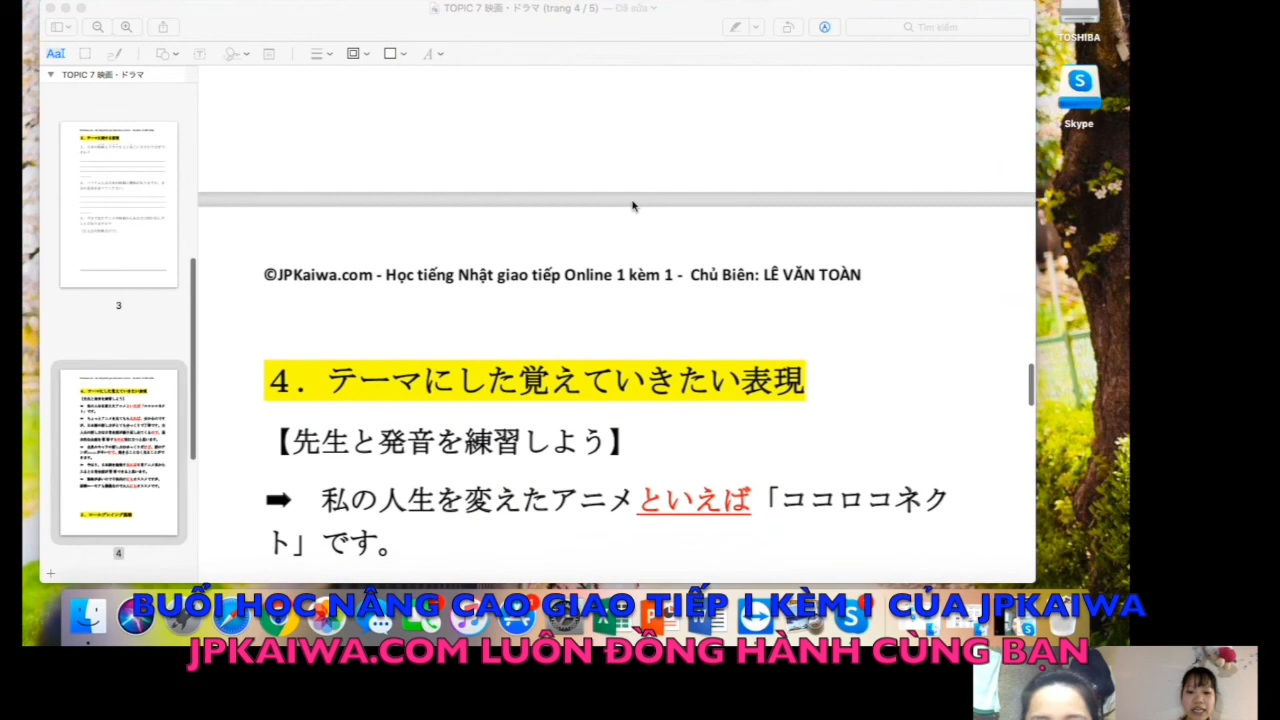 TOPIC 7 映画・ドラマ (trang 4 / 5) — Đã sửa
Tìm kiếm
AaI
TOPIC 7 映画・ドラマ
TOSHIBA
Skype
3
4
©JPKaiwa.com - Học tiếng Nhật giao tiếp Online 1 kèm 1 - Chủ Biên: LÊ VĂN TOÀN
４．テーマにした覚えていきたい表現
【先生と発音を練習しよう】
➡ 私の人生を変えたアニメといえば「ココロコネク
ト」です。
BUỔI HỌC NÂNG CAO GIAO TIẾP 1 KÈM 1 CỦA JPKAIWA
JPKAIWA.COM LUÔN ĐỒNG HÀNH CÙNG BẠN